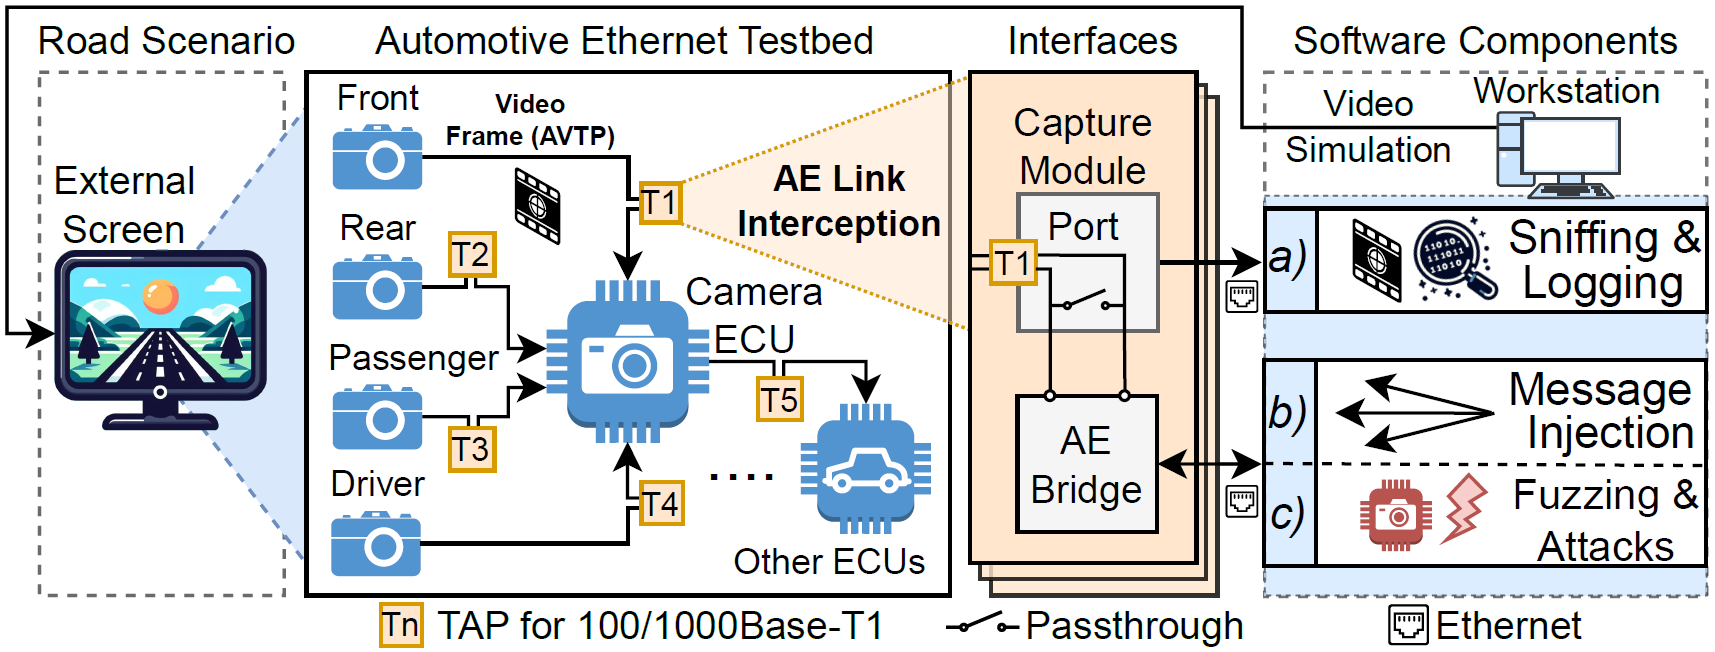 Road Scenario
Automotive Ethernet Testbed
Interfaces
Software Components
External
Screen
Front
Video
Frame (AVTP)
T1
Rear
T2
Passenger
T3
Driver
T4
Camera
ECU
T5
....
Other ECUs
AE Link
Interception
Capture
Module
Port
T1
AE
Bridge
Video
Simulation
Workstation
a)
Sniffing &
Logging
b)
Message
Injection
c)
Fuzzing &
Attacks
Tn
TAP for 100/1000Base-T1
Passthrough
Ethernet